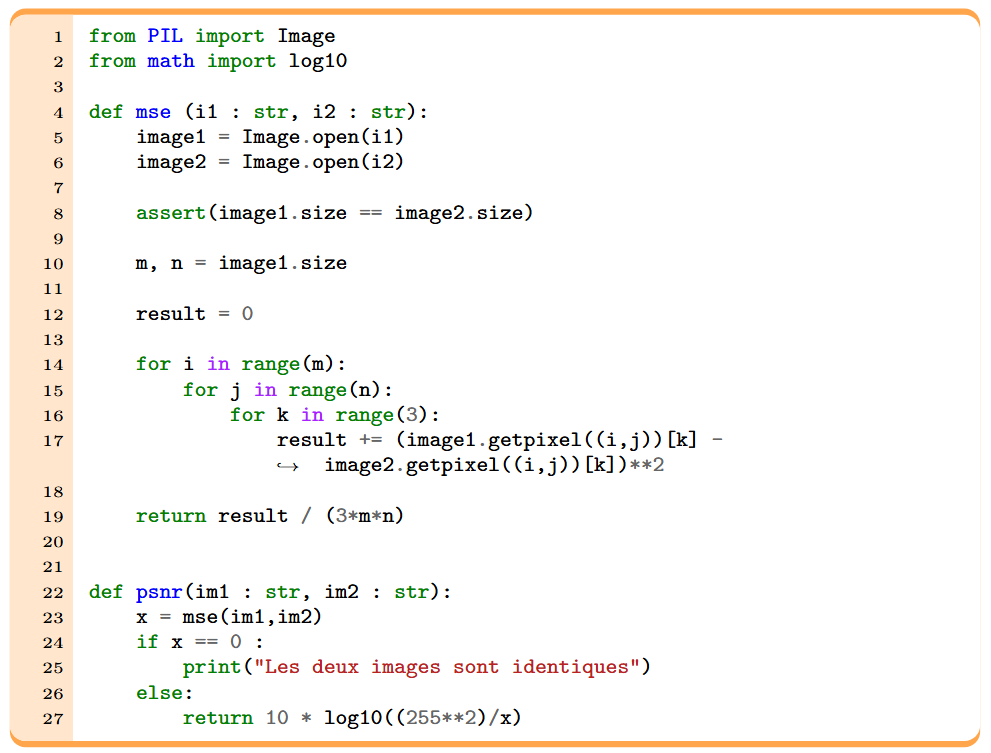 1 from PIL import Image
2 from math import log10
3
4 def mse (i1 : str, i2 : str):
5     image1 = Image.open(i1)
6     image2 = Image.open(i2)
7
8     assert(image1.size == image2.size)
9
10     m, n = image1.size
11
12     result = 0
13
14     for i in range(m):
15         for j in range(n):
16             for k in range(3):
17                 result += (image1.getpixel((i,j))[k] -
↪ image2.getpixel((i,j))[k])**2
18
19     return result / (3*m*n)
20
21
22 def psnr(im1 : str, im2 : str):
23     x = mse(im1,im2)
24     if x == 0 :
25         print("Les deux images sont identiques")
26     else:
27         return 10 * log10((255**2)/x)